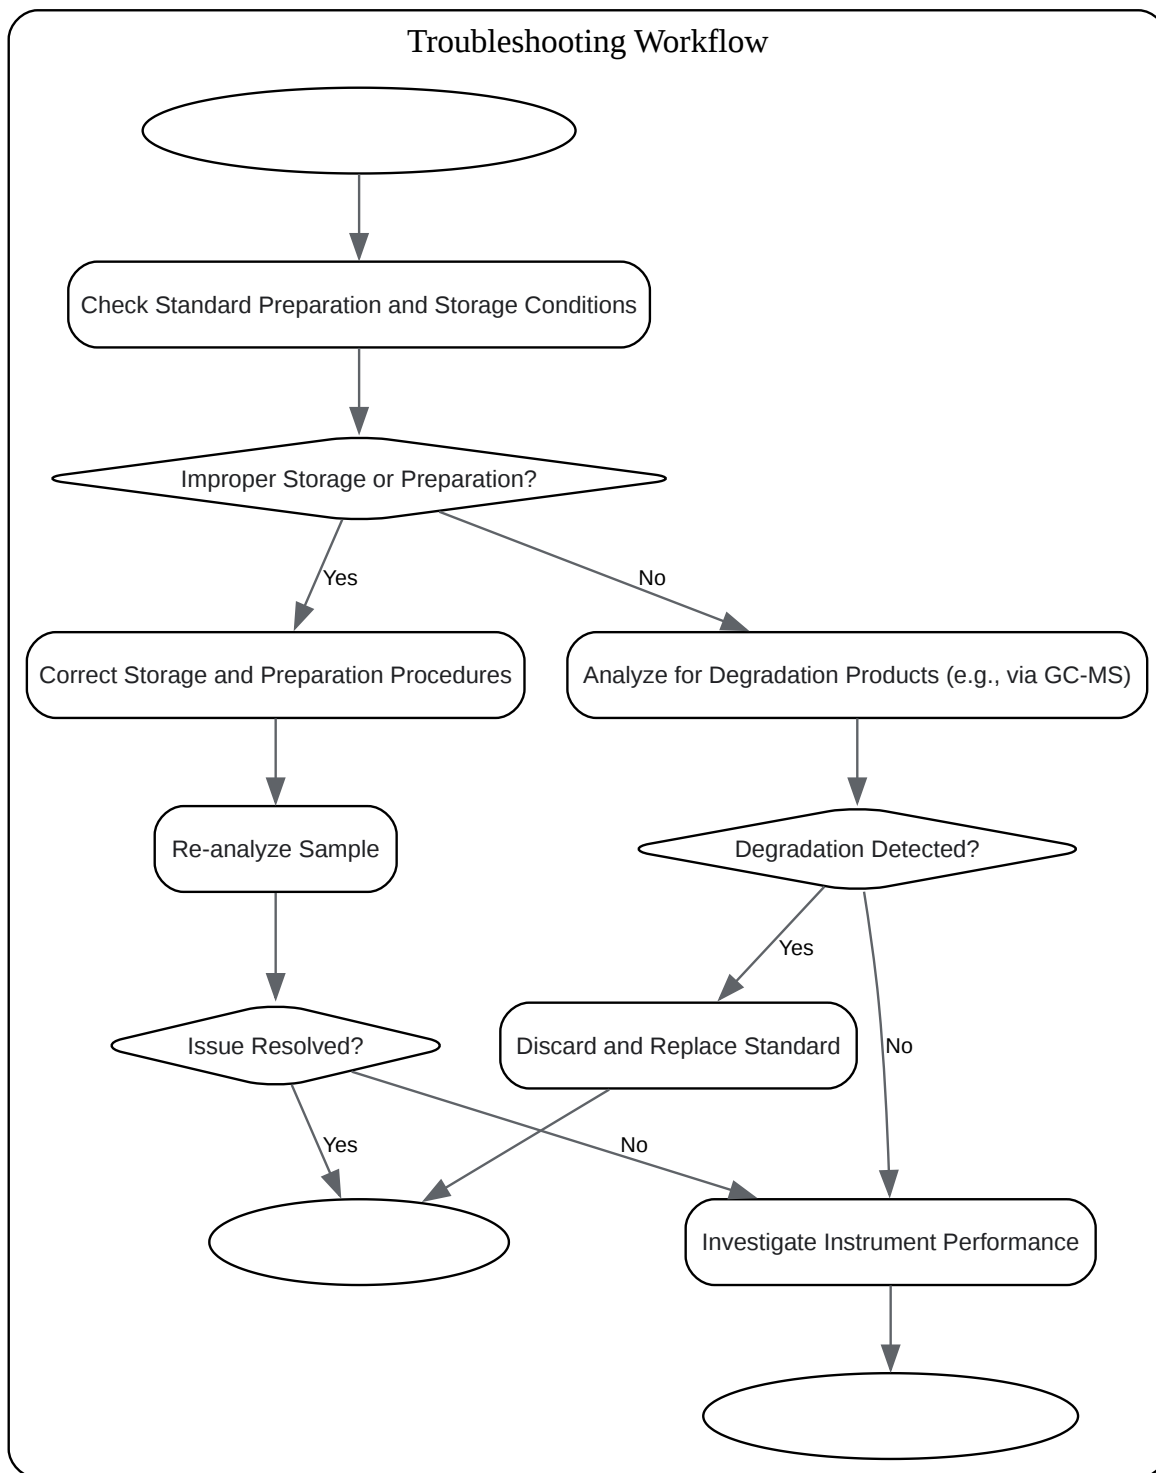 Troubleshooting Workflow
Check Standard Preparation and Storage Conditions
Improper Storage or Preparation?
Yes
No
Correct Storage and Preparation Procedures
Analyze for Degradation Products (e.g., via GC-MS)
Re-analyze Sample
Degradation Detected?
Yes
Issue Resolved?
Discard and Replace Standard
No
Yes
No
Investigate Instrument Performance